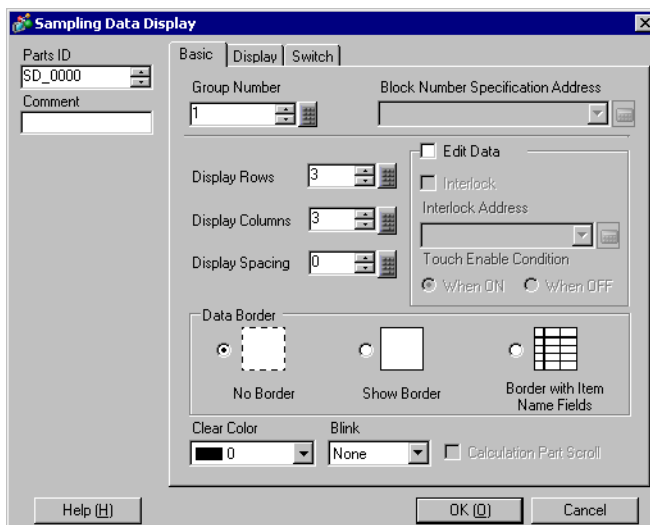 Sampling Data Display
Parts ID
SD_0000
Comment
Basic
Display
Switch
Group Number
1
Block Number Specification Address
Display Rows
3
Display Columns
3
Display Spacing
0
Edit Data
Interlock
Interlock Address
Touch Enable Condition
When ON
When OFF
Data Border
No Border
Show Border
Border with Item
Name Fields
Clear Color
0
Blink
None
Calculation Part Scroll
Help (H)
OK (O)
Cancel